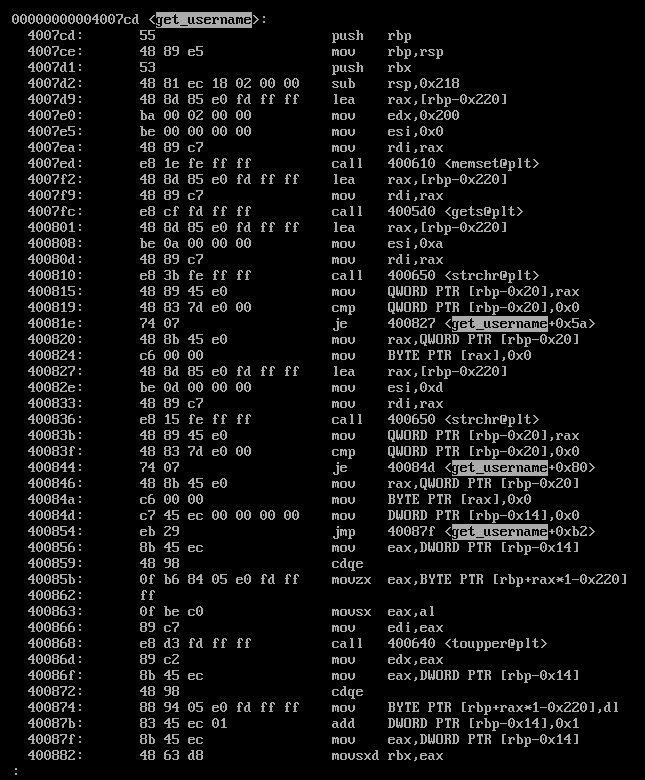 00000000004007cd <get_username>:
4007cd: 55 push rbp
4007ce: 48 89 e5 mov rbp,rsp
4007d1: 53 push rbx
4007d2: 48 81 ec 18 02 00 00 sub rsp,0x218
4007d9: 48 8d 85 e0 fd ff ff lea rax,[rbp-0x220]
4007e0: ba 00 02 00 00 mov edx,0x200
4007e5: be 00 00 00 00 mov esi,0x0
4007ea: 48 89 c7 mov rdi,rax
4007ed: e8 1e fe ff ff call 400610 <memset@plt>
4007f2: 48 8d 85 e0 fd ff ff lea rax,[rbp-0x220]
4007f9: 48 89 c7 mov rdi,rax
4007fc: e8 cf fd ff ff call 4005d0 <gets@plt>
400801: 48 8d 85 e0 fd ff ff lea rax,[rbp-0x220]
400808: be 0a 00 00 00 mov esi,0xa
40080d: 48 89 c7 mov rdi,rax
400810: e8 3b fe ff ff call 400650 <strchr@plt>
400815: 48 89 45 e0 mov QWORD PTR [rbp-0x20],rax
400819: 48 83 7d e0 00 cmp QWORD PTR [rbp-0x20],0x0
40081e: 74 07 je 400827 <get_username+0x5a>
400820: 48 8b 45 e0 mov rax,QWORD PTR [rbp-0x20]
400824: c6 00 00 mov BYTE PTR [rax],0x0
400827: 48 8d 85 e0 fd ff ff lea rax,[rbp-0x220]
40082e: be 0d 00 00 00 mov esi,0xd
400833: 48 89 c7 mov rdi,rax
400836: e8 15 fe ff ff call 400650 <strchr@plt>
40083b: 48 89 45 e0 mov QWORD PTR [rbp-0x20],rax
40083f: 48 83 7d e0 00 cmp QWORD PTR [rbp-0x20],0x0
400844: 74 07 je 40084d <get_username+0x80>
400846: 48 8b 45 e0 mov rax,QWORD PTR [rbp-0x20]
40084a: c6 00 00 mov BYTE PTR [rax],0x0
40084d: c7 45 ec 00 00 00 00 mov DWORD PTR [rbp-0x14],0x0
400854: eb 29 jmp 40087f <get_username+0xb2>
400856: 8b 45 ec mov eax,DWORD PTR [rbp-0x14]
400859: 48 98 cdqe
40085b: 0f b6 84 05 e0 fd ff movzx eax,BYTE PTR [rbp+rax*1-0x220]
400862: ff
400863: 0f be c0 movsx eax,al
400866: 89 c7 mov edi,eax
400868: e8 d3 fd ff ff call 400640 <toupper@plt>
40086d: 89 c2 mov edx,eax
40086f: 8b 45 ec mov eax,DWORD PTR [rbp-0x14]
400872: 48 98 cdqe
400874: 88 94 05 e0 fd ff ff mov BYTE PTR [rbp+rax*1-0x220],dl
40087b: 83 45 ec 01 add DWORD PTR [rbp-0x14],0x1
40087f: 8b 45 ec mov eax,DWORD PTR [rbp-0x14]
400882: 48 63 d8 movsxd rbx,eax
: